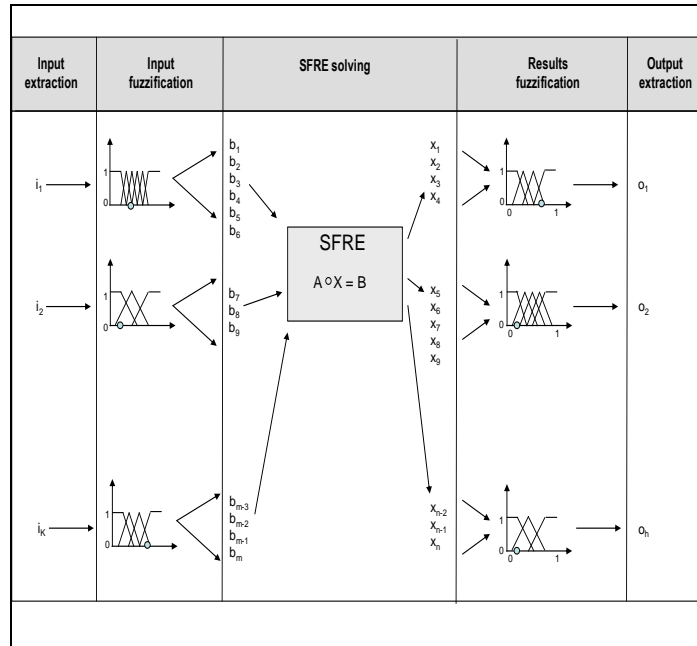 Input extraction
Input fuzzification
SFRE solving
Results fuzzification
Output extraction
i₁
1
0
b₁
b₂
b₃
b₄
b₅
b₆
x₁
x₂
x₃
x₄
1
0
0 1
o₁
SFRE
A o X = B
i₂
1
0
b₇
b₈
b₉
x₅
x₆
x₇
x₈
x₉
1
0
0 1
o₂
iₖ
1
0
bₘ₋₃
bₘ₋₂
bₘ₋₁
bₘ
xₙ₋₂
xₙ₋₁
xₙ
1
0
0 1
oₕ